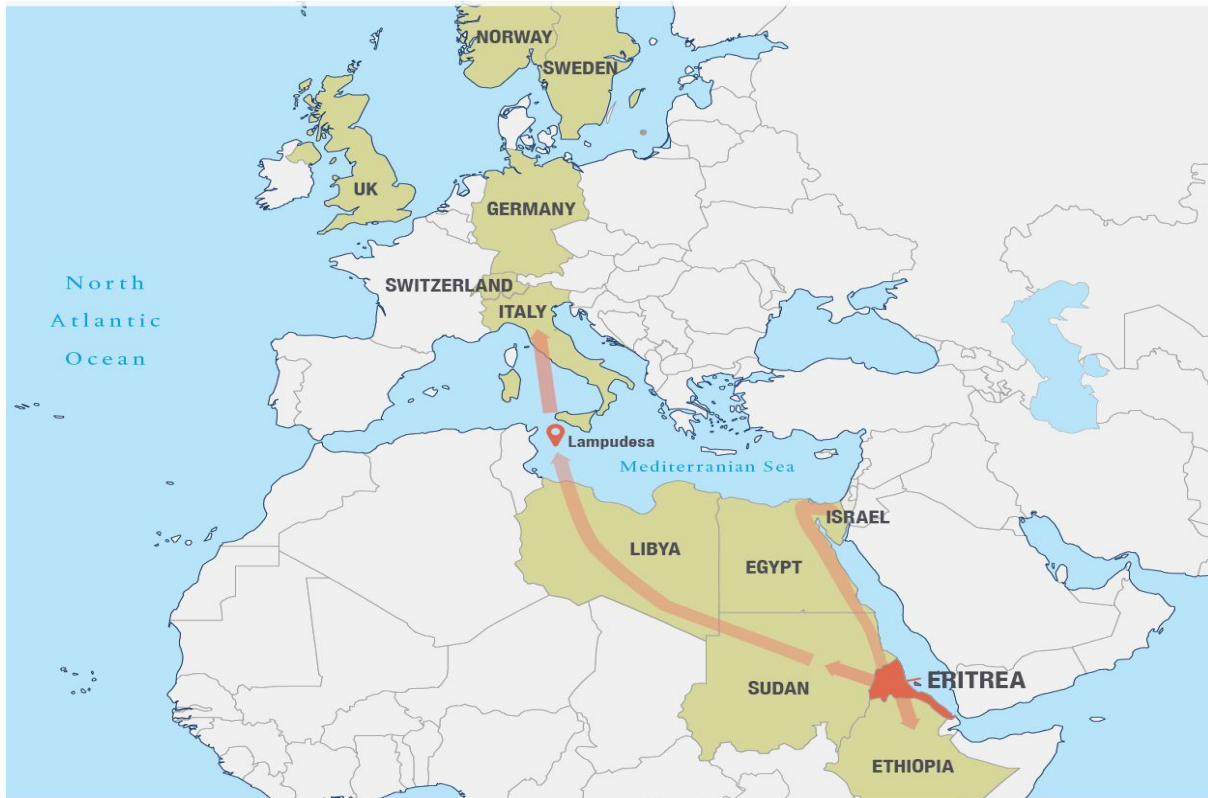 NORWAY
SWEDEN
UK
GERMANY
North
Atlantic
Ocean
SWITZERLAND
ITALY
Lampudesa
Mediterranian Sea
ISRAEL
LIBYA
EGYPT
SUDAN
ERITREA
ETHIOPIA